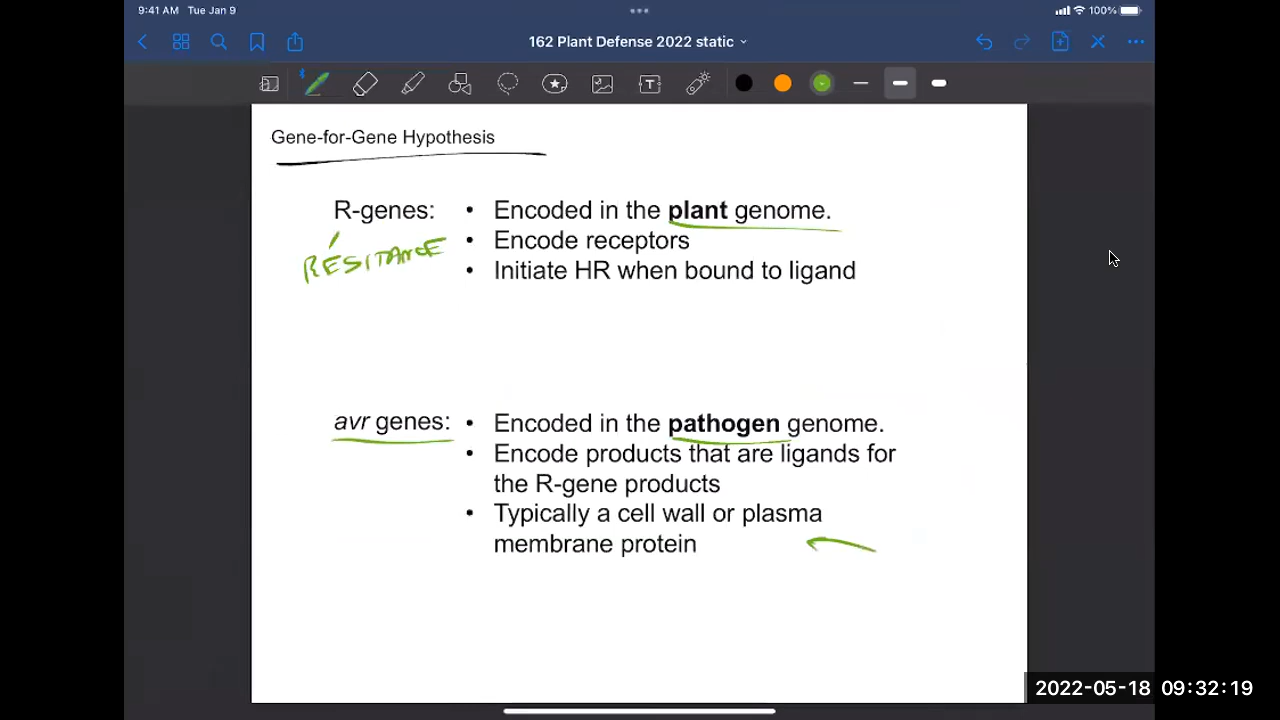 9:41 AM Tue Jan 9
100%
162 Plant Defense 2022 static
T
Gene-for-Gene Hypothesis
R-genes:
• Encoded in the plant genome.
RESITANCE
• Encode receptors
• Initiate HR when bound to ligand
avr genes:
• Encoded in the pathogen genome.
• Encode products that are ligands for
the R-gene products
• Typically a cell wall or plasma
membrane protein
2022-05-18 09:32:19